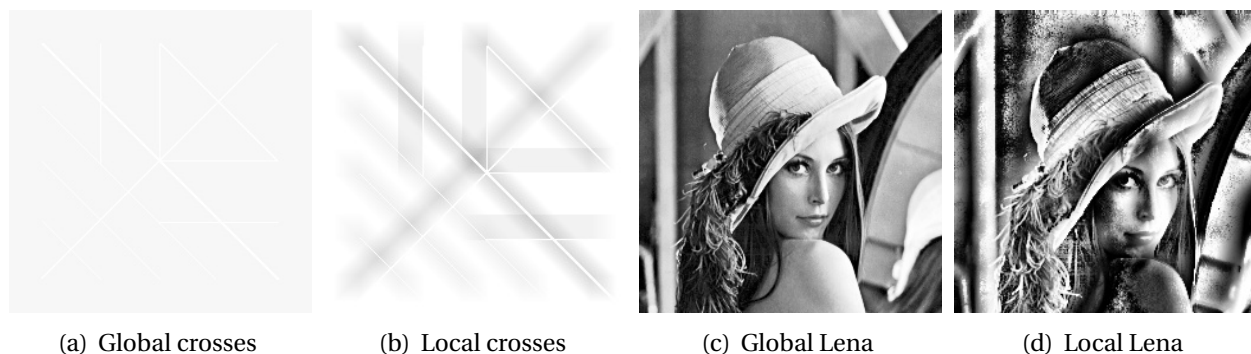 (a) Global crosses
(b) Local crosses
(c) Global Lena
(d) Local Lena